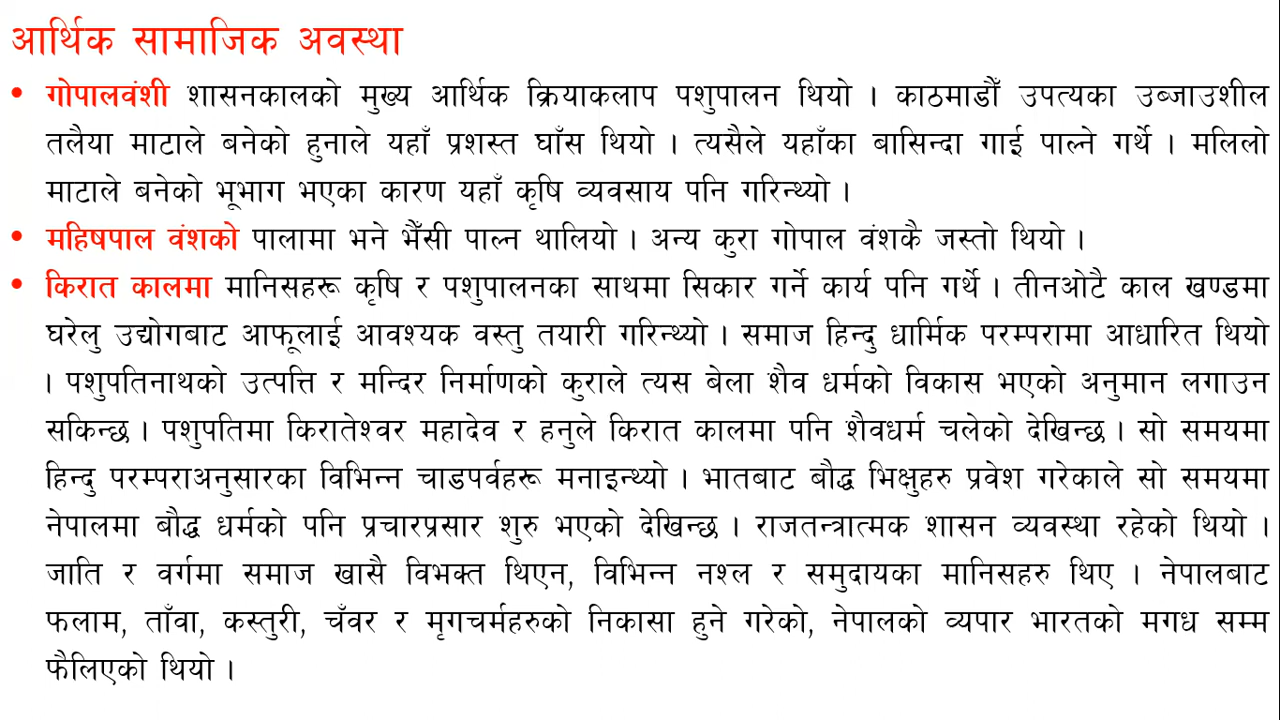 आर्थिक सामाजिक अवस्था
• गोपालवंशी शासनकालको मुख्य आर्थिक क्रियाकलाप पशुपालन थियो । काठमाडौँ उपत्यका उब्जाउशील
तलैया माटाले बनेको हुनाले यहाँ प्रशस्त घाँस थियो । त्यसैले यहाँका बासिन्दा गाई पाल्ने गर्थे । मलिलो
माटाले बनेको भूभाग भएका कारण यहाँ कृषि व्यवसाय पनि गरिन्थ्यो ।
• महिषपाल वंशको पालामा भने भैँसी पाल्न थालियो । अन्य कुरा गोपाल वंशकै जस्तो थियो ।
• किरात कालमा मानिसहरू कृषि र पशुपालनका साथमा सिकार गर्ने कार्य पनि गर्थे । तीनओटै काल खण्डमा
घरेलु उद्योगबाट आफूलाई आवश्यक वस्तु तयारी गरिन्थ्यो । समाज हिन्दु धार्मिक परम्परामा आधारित थियो
। पशुपतिनाथको उत्पत्ति र मन्दिर निर्माणको कुराले त्यस बेला शैव धर्मको विकास भएको अनुमान लगाउन
सकिन्छ । पशुपतिमा किरातेश्वर महादेव र हनुले किरात कालमा पनि शैवधर्म चलेको देखिन्छ । सो समयमा
हिन्दु परम्पराअनुसारका विभिन्न चाडपर्वहरू मनाइन्थ्यो । भातबाट बौद्ध भिक्षुहरु प्रवेश गरेकाले सो समयमा
नेपालमा बौद्ध धर्मको पनि प्रचारप्रसार शुरु भएको देखिन्छ । राजतन्त्रात्मक शासन व्यवस्था रहेको थियो ।
जाति र वर्गमा समाज खासै विभक्त थिएन, विभिन्न नश्ल र समुदायका मानिसहरु थिए । नेपालबाट
फलाम, ताँवा, कस्तुरी, चँवर र मृगचर्महरुको निकासा हुने गरेको, नेपालको व्यपार भारतको मगध सम्म
फैलिएको थियो ।